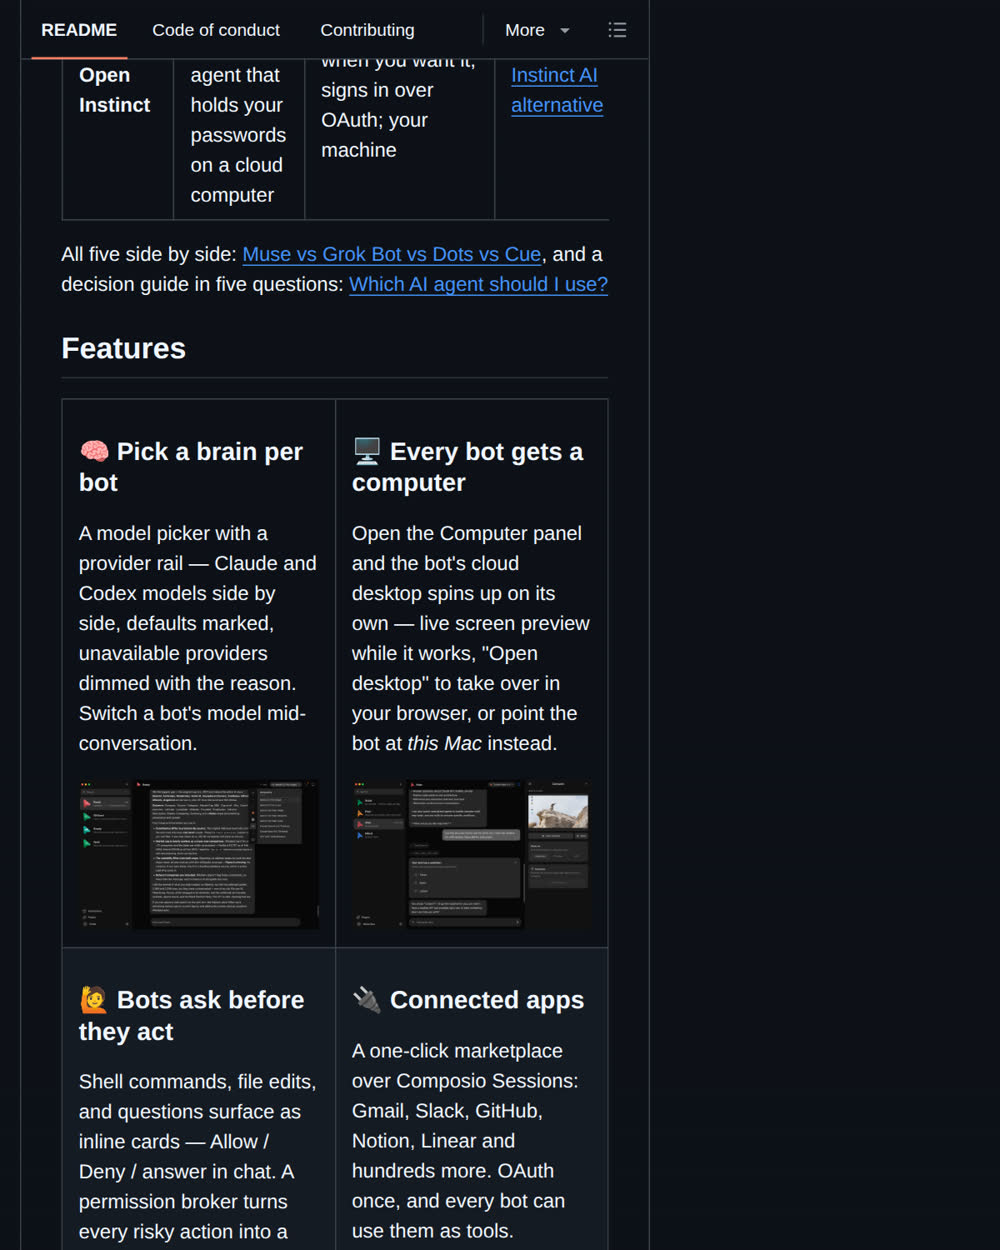 README
Code of conduct
Contributing
More
Open
Instinct
agent that
holds your
passwords
on a cloud
computer
when you want it,
signs in over
OAuth; your
machine
Instinct AI
alternative
All five side by side: Muse vs Grok Bot vs Dots vs Cue, and a
decision guide in five questions: Which AI agent should I use?
Features
🧠 Pick a brain per
bot
A model picker with a
provider rail — Claude and
Codex models side by
side, defaults marked,
unavailable providers
dimmed with the reason.
Switch a bot's model mid-
conversation.
🖥️ Every bot gets a
computer
Open the Computer panel
and the bot's cloud
desktop spins up on its
own — live screen preview
while it works, "Open
desktop" to take over in
your browser, or point the
bot at this Mac instead.
🙋 Bots ask before
they act
Shell commands, file edits,
and questions surface as
inline cards — Allow /
Deny / answer in chat. A
permission broker turns
every risky action into a
🔌 Connected apps
A one-click marketplace
over Composio Sessions:
Gmail, Slack, GitHub,
Notion, Linear and
hundreds more. OAuth
once, and every bot can
use them as tools.